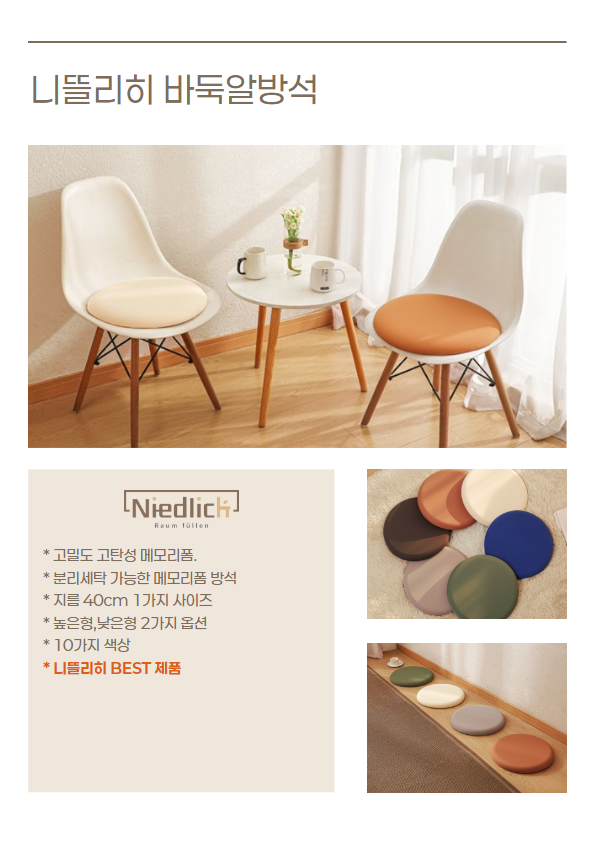 니뜰리히 바둑알방석
Niedlich
Raum füllen
* 고밀도 고탄성 메모리폼.
* 분리세탁 가능한 메모리폼 방석
* 지름 40cm 1가지 사이즈
* 높은형,낮은형 2가지 옵션
* 10가지 색상
* 니뜰리히 BEST 제품